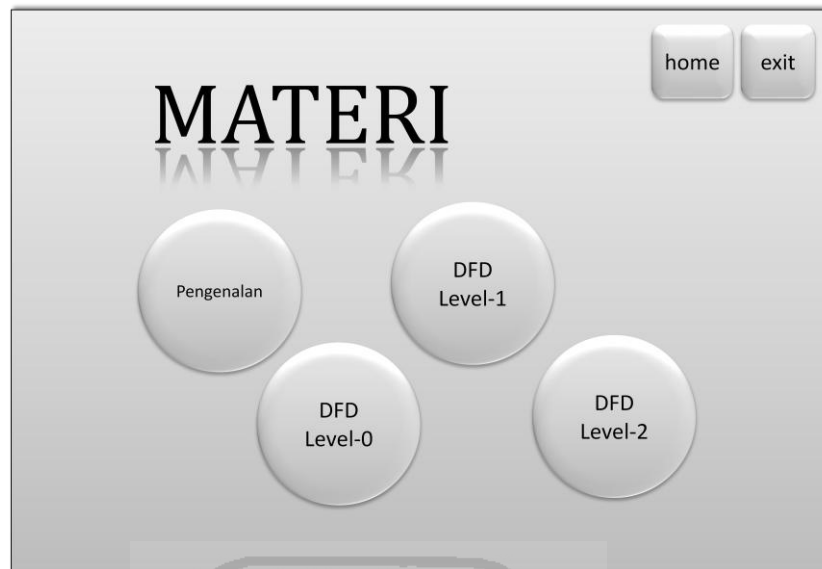 home exit
MATERI
Pengenalan
DFD
Level-1
DFD
Level-0
DFD
Level-2